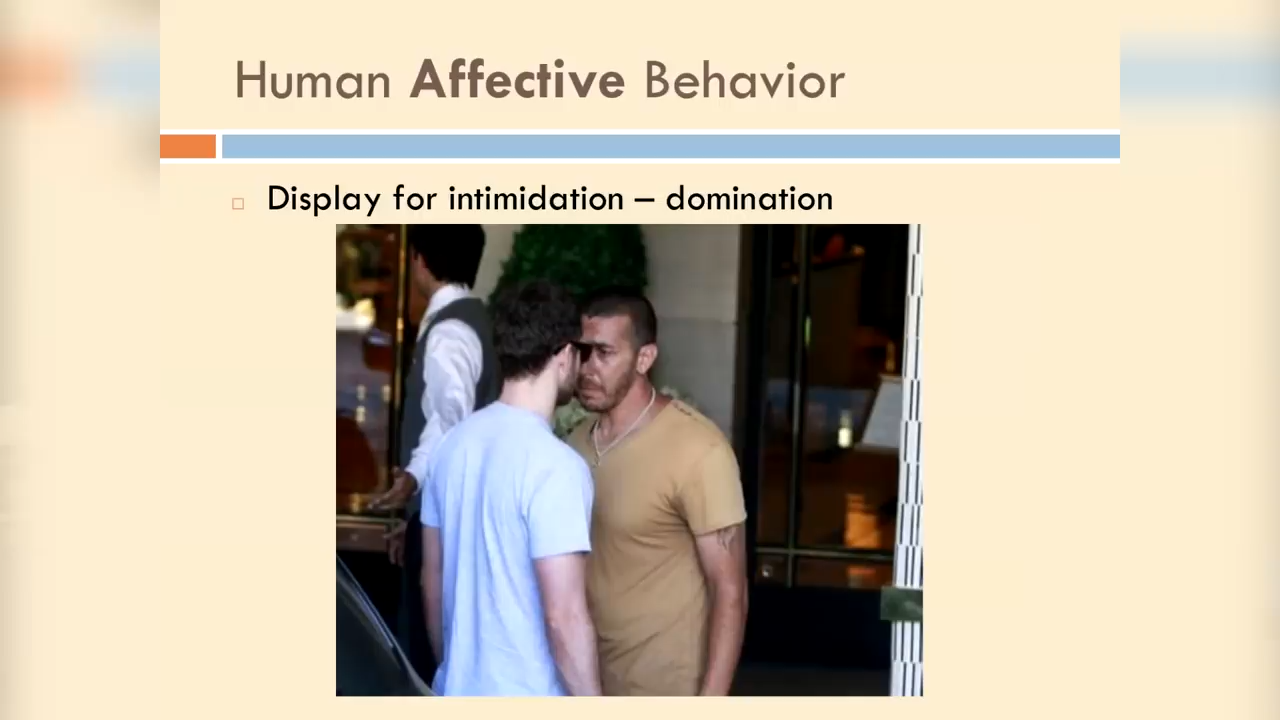 Human Affective Behavior
Display for intimidation – domination